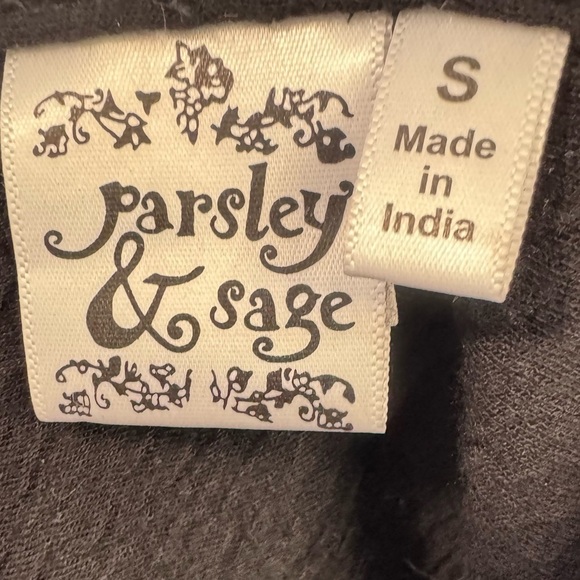 parsley
& sage
S
Made
in
India